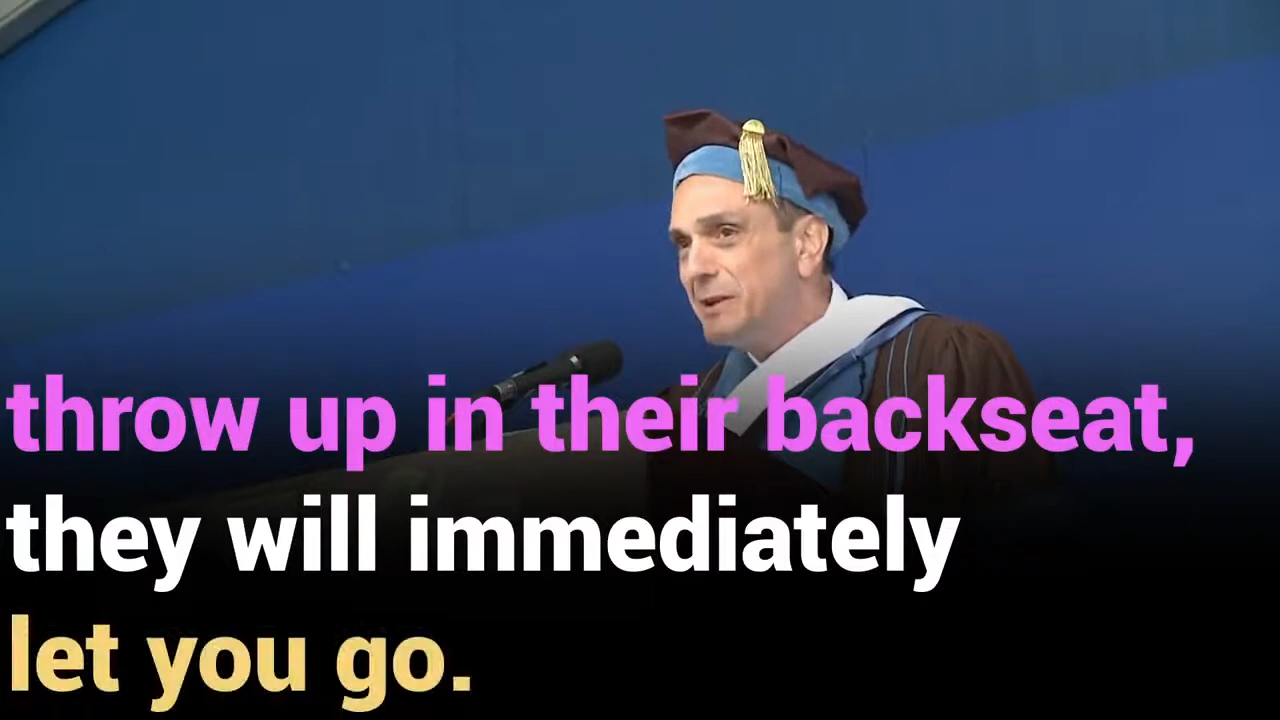 throw up in their backseat,
they will immediately
let you go.